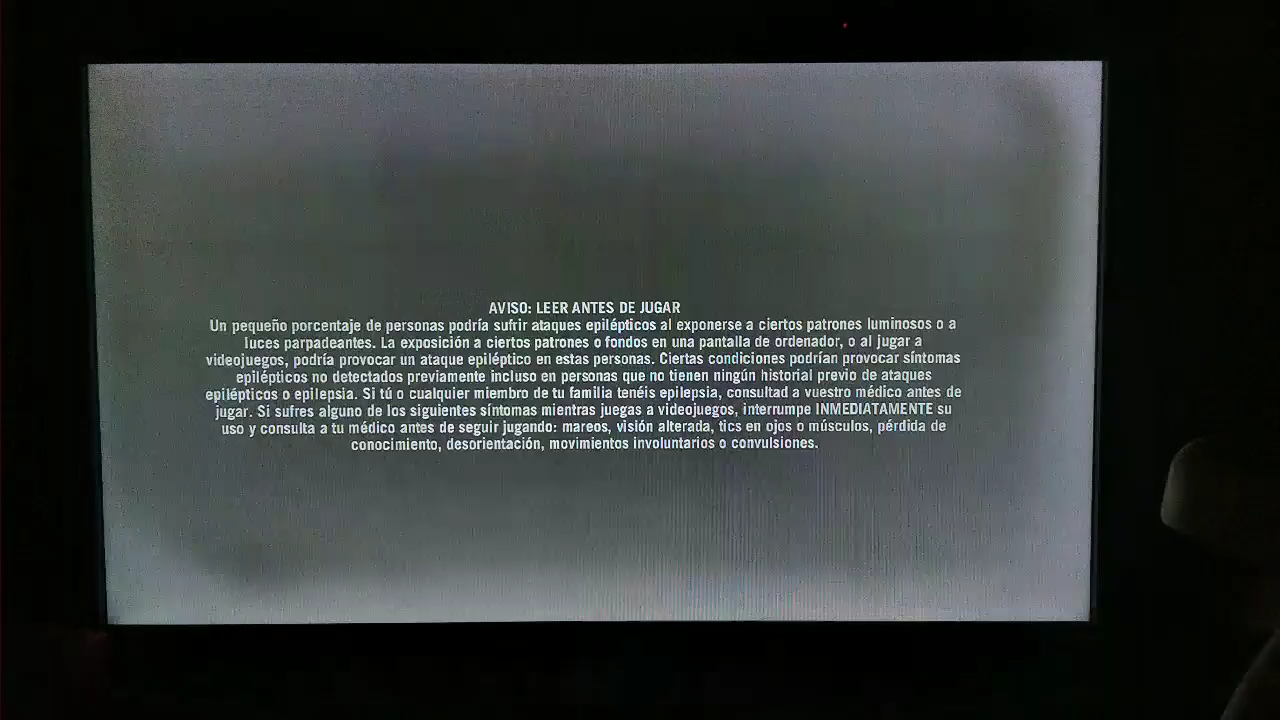 AVISO: LEER ANTES DE JUGAR
Un pequeño porcentaje de personas podría sufrir ataques epilépticos al exponerse a ciertos patrones luminosos o a
luces parpadeantes. La exposición a ciertos patrones o fondos en una pantalla de ordenador, o al jugar a
videojuegos, podría provocar un ataque epiléptico en estas personas. Ciertas condiciones podrían provocar síntomas
epilépticos no detectados previamente incluso en personas que no tienen ningún historial previo de ataques
epilépticos o epilepsia. Si tú o cualquier miembro de tu familia tenéis epilepsia, consultad a vuestro médico antes de
jugar. Si sufres alguno de los siguientes síntomas mientras juegas a videojuegos, interrumpe INMEDIATAMENTE su
uso y consulta a tu médico antes de seguir jugando: mareos, visión alterada, tics en ojos o músculos, pérdida de
conocimiento, desorientación, movimientos involuntarios o convulsiones.